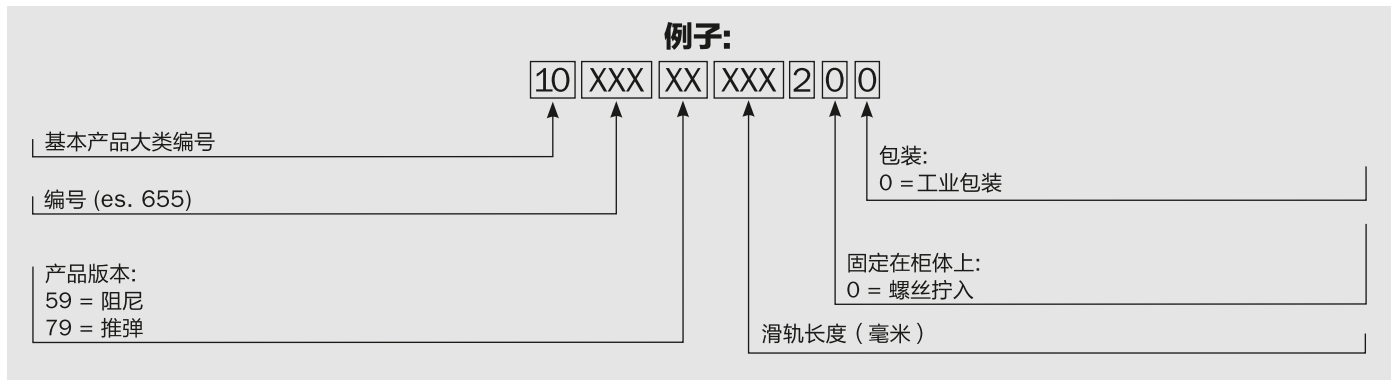 例子:
10 XXX XX XXX 2 0 0
基本产品大类编号
编号 (es. 655)
产品版本:
59 = 阻尼
79 = 推弹
包装:
0 =工业包装
固定在柜体上:
0 = 螺丝拧入
滑轨长度（毫米）